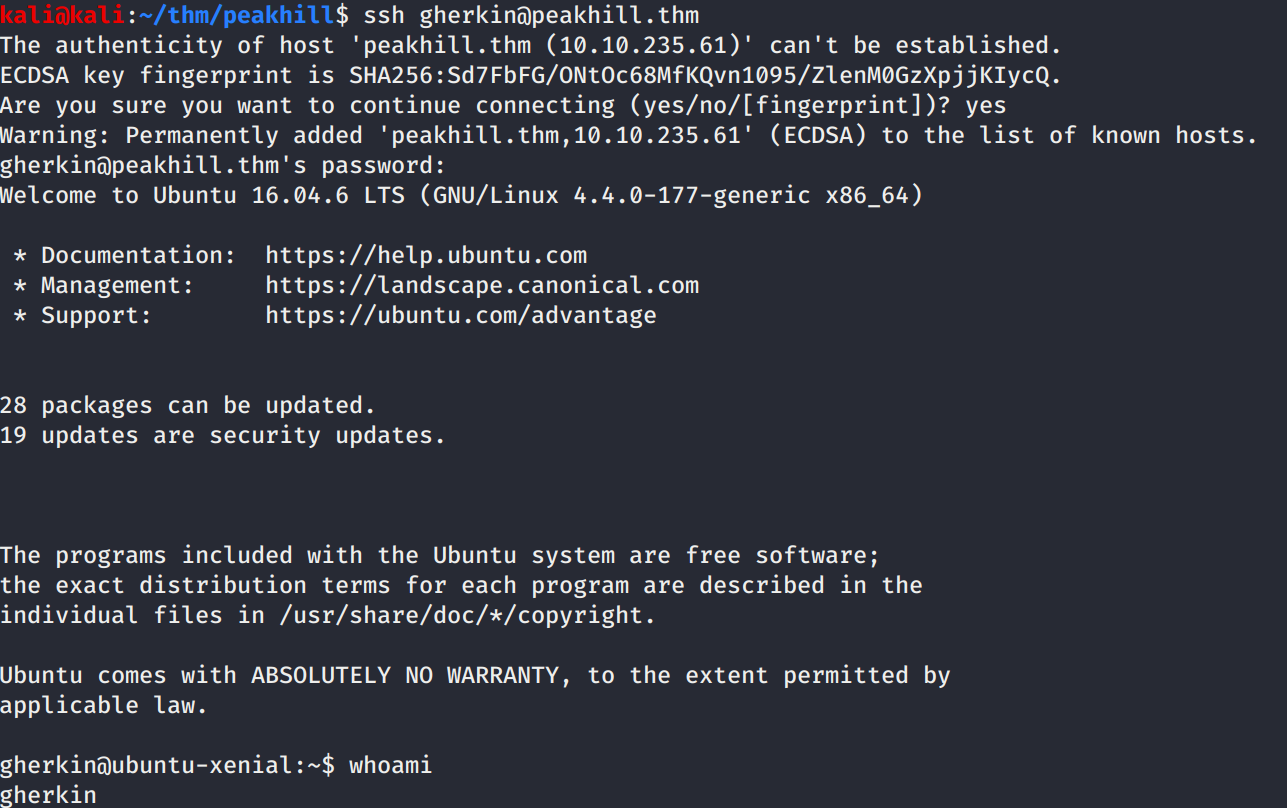 kali@kali:~/thm/peakhill$ ssh gherkin@peakhill.thm
The authenticity of host 'peakhill.thm (10.10.235.61)' can't be established.
ECDSA key fingerprint is SHA256:Sd7FbFG/ONtOc68MfKQvn1095/ZlenM0GzXpjjKIycQ.
Are you sure you want to continue connecting (yes/no/[fingerprint])? yes
Warning: Permanently added 'peakhill.thm,10.10.235.61' (ECDSA) to the list of known hosts.
gherkin@peakhill.thm's password:
Welcome to Ubuntu 16.04.6 LTS (GNU/Linux 4.4.0-177-generic x86_64)
* Documentation:  https://help.ubuntu.com
* Management:     https://landscape.canonical.com
* Support:        https://ubuntu.com/advantage
28 packages can be updated.
19 updates are security updates.
The programs included with the Ubuntu system are free software;
the exact distribution terms for each program are described in the
individual files in /usr/share/doc/*/copyright.
Ubuntu comes with ABSOLUTELY NO WARRANTY, to the extent permitted by
applicable law.
gherkin@ubuntu-xenial:~$ whoami
gherkin